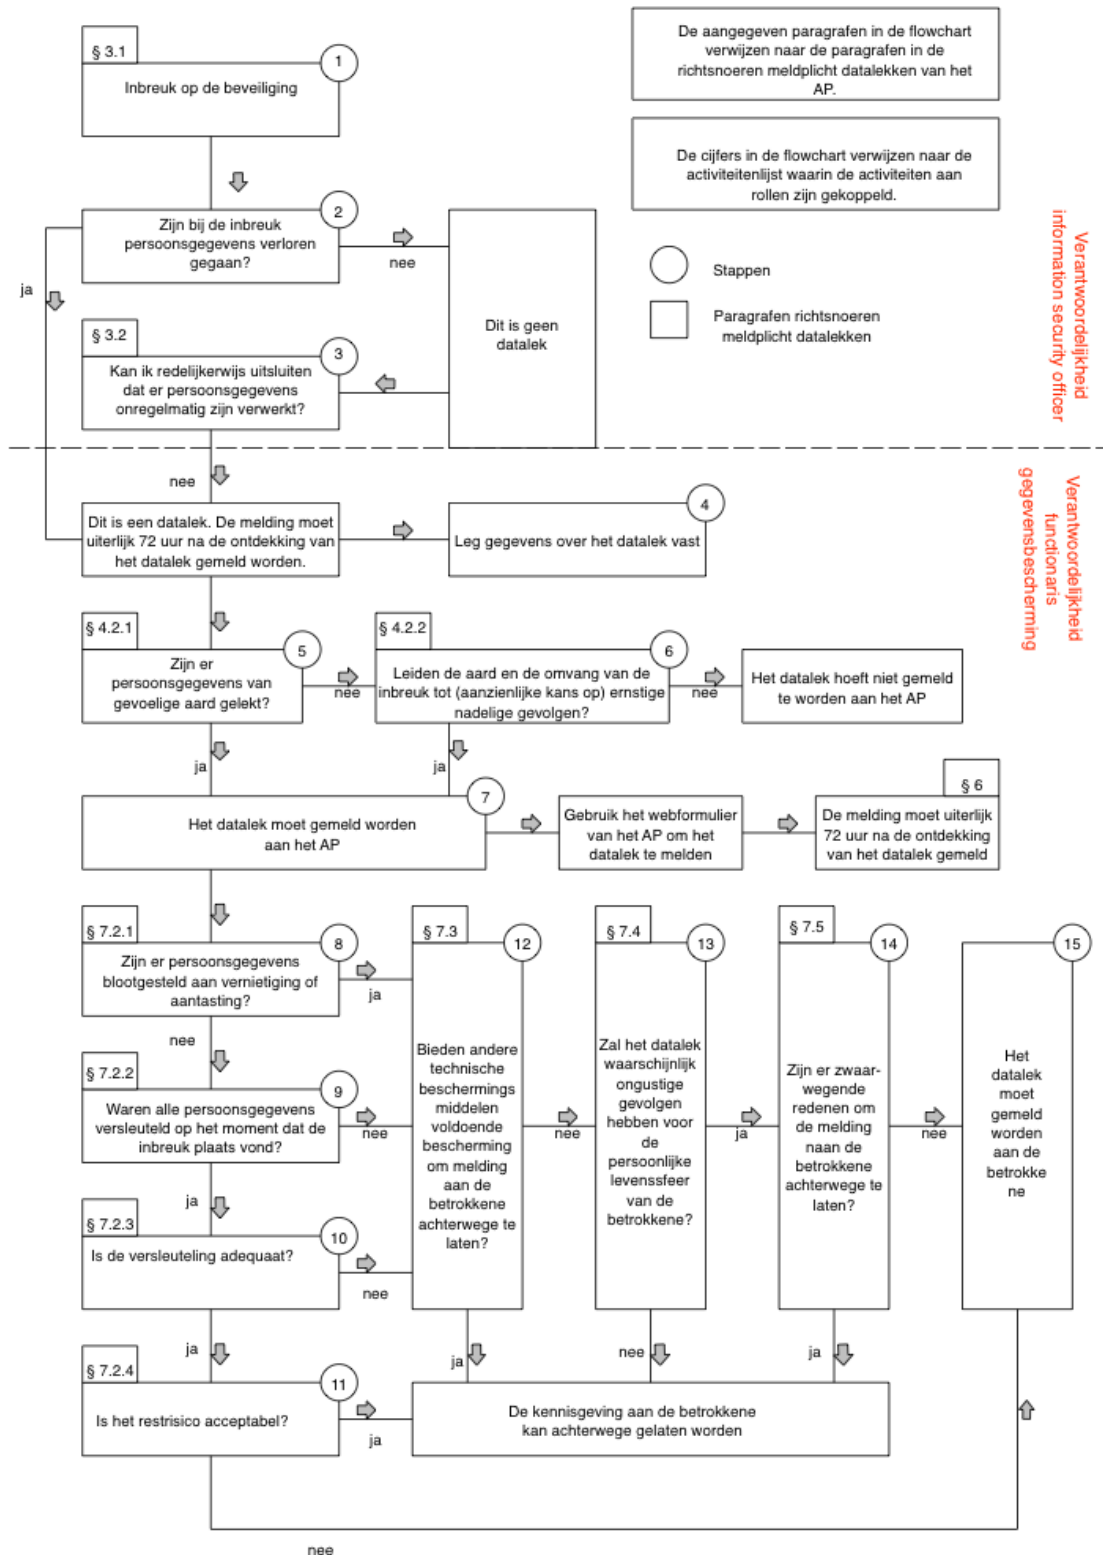 § 3.1
1
Inbreuk op de beveiliging
De aangegeven paragrafen in de flowchart
verwijzen naar de paragrafen in de
richtsnoeren meldplicht datalekken van het
AP.
De cijfers in de flowchart verwijzen naar de
activiteitenlijst waarin de activiteiten aan
rollen zijn gekoppeld.
Stappen
Paragrafen richtsnoeren
meldplicht datalekken
Verantwoordelijkheid
information security officer
2
Zijn bij de inbreuk
persoonsgegevens verloren
gegaan?
nee
ja
Dit is geen
datalek
§ 3.2
3
Kan ik redelijkerwijs uitsluiten
dat er persoonsgegevens
onregelmatig zijn verwerkt?
nee
Verantwoordelijkheid
functionaris
gegevensbescherming
Dit is een datalek. De melding moet
uiterlijk 72 uur na de ontdekking van
het datalek gemeld worden.
4
Leg gegevens over het datalek vast
§ 4.2.1
5
Zijn er
persoonsgegevens van
gevoelige aard gelekt?
nee
§ 4.2.2
6
Leiden de aard en de omvang van de
inbreuk tot (aanzienlijke kans op) ernstige
nadelige gevolgen?
nee
Het datalek hoeft niet gemeld
te worden aan het AP
ja
ja
7
Het datalek moet gemeld worden
aan het AP
Gebruik het webformulier
van het AP om het
datalek te melden
§ 6
De melding moet uiterlijk
72 uur na de ontdekking
van het datalek gemeld
§ 7.2.1
8
Zijn er persoonsgegevens
blootgesteld aan vernietiging of
aantasting?
ja
nee
§ 7.2.2
9
Waren alle persoonsgegevens
versleuteld op het moment dat de
inbreuk plaats vond?
nee
ja
§ 7.2.3
10
Is de versleuteling adequaat?
nee
ja
§ 7.2.4
11
Is het restrisico acceptabel?
ja
nee
§ 7.3
12
Bieden andere
technische
beschermings
middelen
voldoende
bescherming
om melding
aan de
betrokkene
achterwege te
laten?
nee
ja
§ 7.4
13
Zal het datalek
waarschijnlijk
ongustige
gevolgen
hebben voor
de
persoonlijke
levenssfeer
van de
betrokkene?
ja
nee
§ 7.5
14
Zijn er zwaar-
wegende
redenen om
de melding
naan de
betrokkene
achterwege te
laten?
nee
ja
15
Het
datalek
moet
gemeld
worden
aan de
betrokke
ne
De kennisgeving aan de betrokkene
kan achterwege gelaten worden